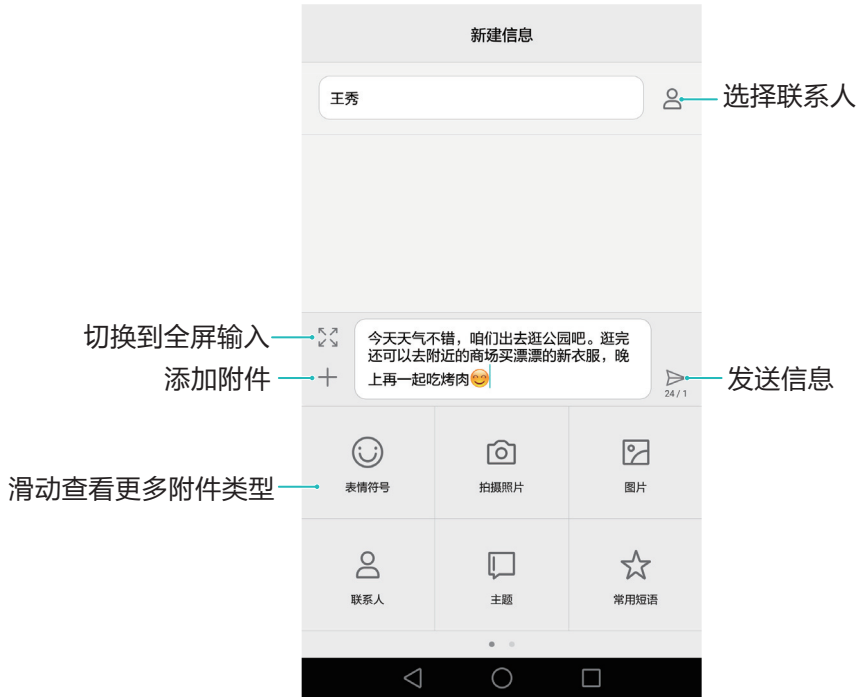 新建信息
王秀
选择联系人
切换到全屏输入
今天天气不错，咱们出去逛公园吧。逛完
还可以去附近的商场买漂漂的新衣服，晚
上再一起吃烤肉😊
添加附件
发送信息
24 / 1
滑动查看更多附件类型
表情符号
拍摄照片
图片
联系人
主题
常用短语